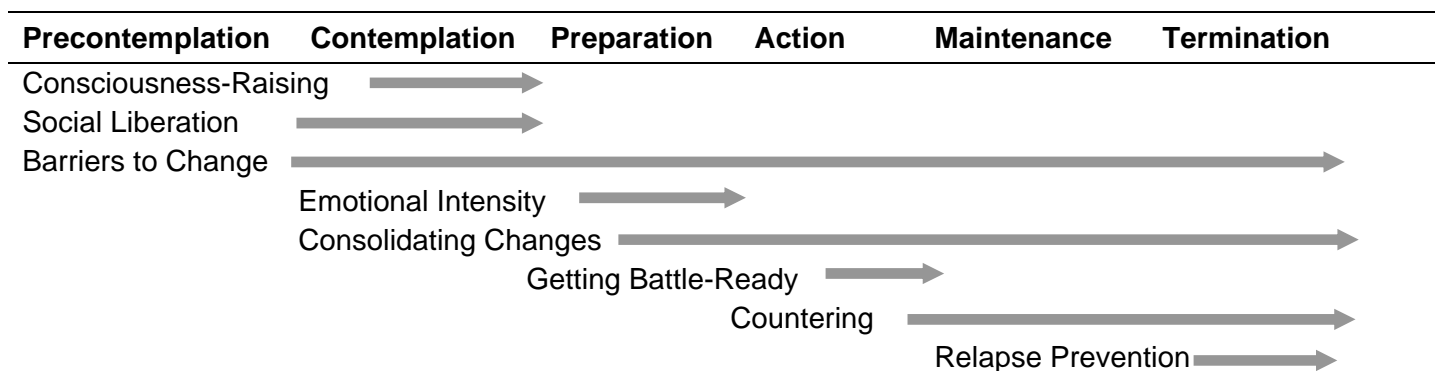 Precontemplation Contemplation Preparation Action Maintenance Termination
Consciousness-Raising
Social Liberation
Barriers to Change
Emotional Intensity
Consolidating Changes
Getting Battle-Ready
Countering
Relapse Prevention